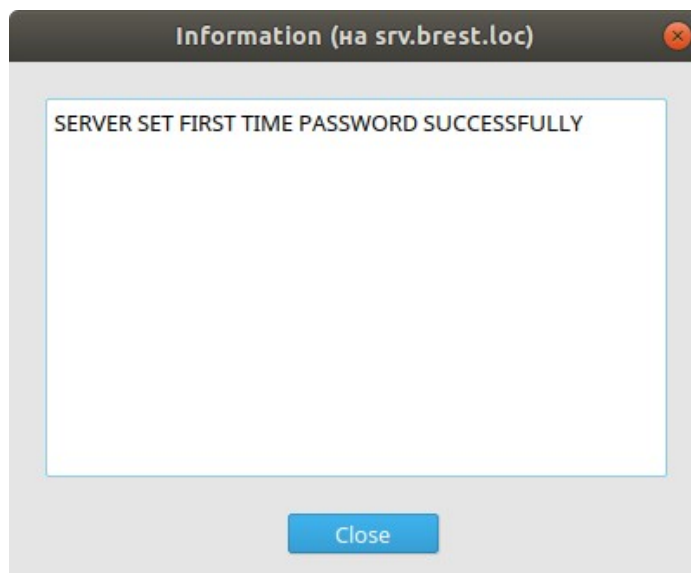 Information (на srv.brest.loc)
SERVER SET FIRST TIME PASSWORD SUCCESSFULLY
Close